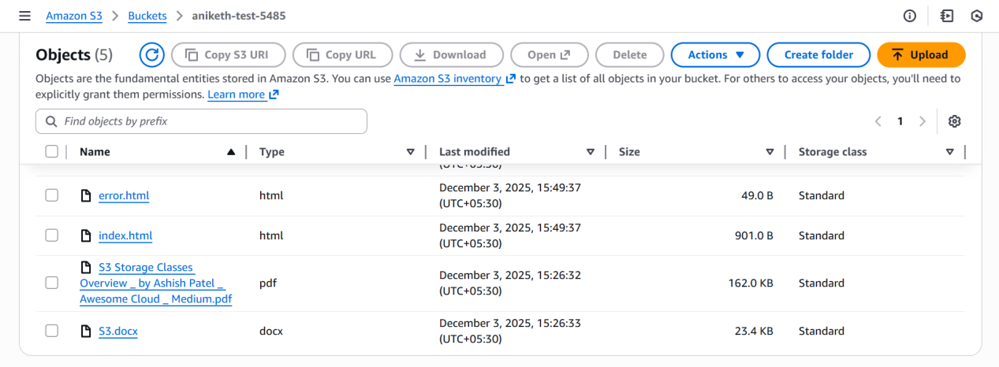 Amazon S3 > Buckets > aniketh-test-5485
Objects (5) Copy S3 URI Copy URL Download Open Delete Actions Create folder Upload
Objects are the fundamental entities stored in Amazon S3. You can use Amazon S3 inventory to get a list of all objects in your bucket. For others to access your objects, you'll need to
explicitly grant them permissions. Learn more
Find objects by prefix 1
Name Type Last modified Size Storage class
(UTC+05:30)
error.html html December 3, 2025, 15:49:37 49.0 B Standard
(UTC+05:30)
index.html html December 3, 2025, 15:49:37 901.0 B Standard
(UTC+05:30)
S3 Storage Classes
Overview _ by Ashish Patel _
Awesome Cloud _ Medium.pdf
pdf December 3, 2025, 15:26:32 162.0 KB Standard
(UTC+05:30)
S3.docx docx December 3, 2025, 15:26:33 23.4 KB Standard
(UTC+05:30)